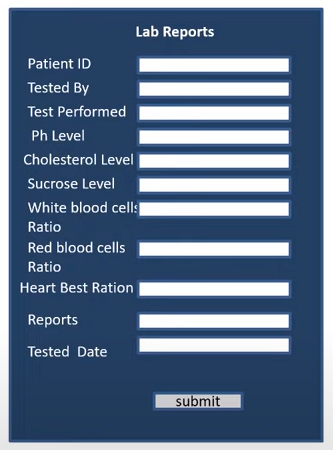 Lab Reports
Patient ID
Tested By
Test Performed
Ph Level
Cholesterol Level
Sucrose Level
White blood cells
Ratio
Red blood cells
Ratio
Heart Best Ration
Reports
Tested Date
submit